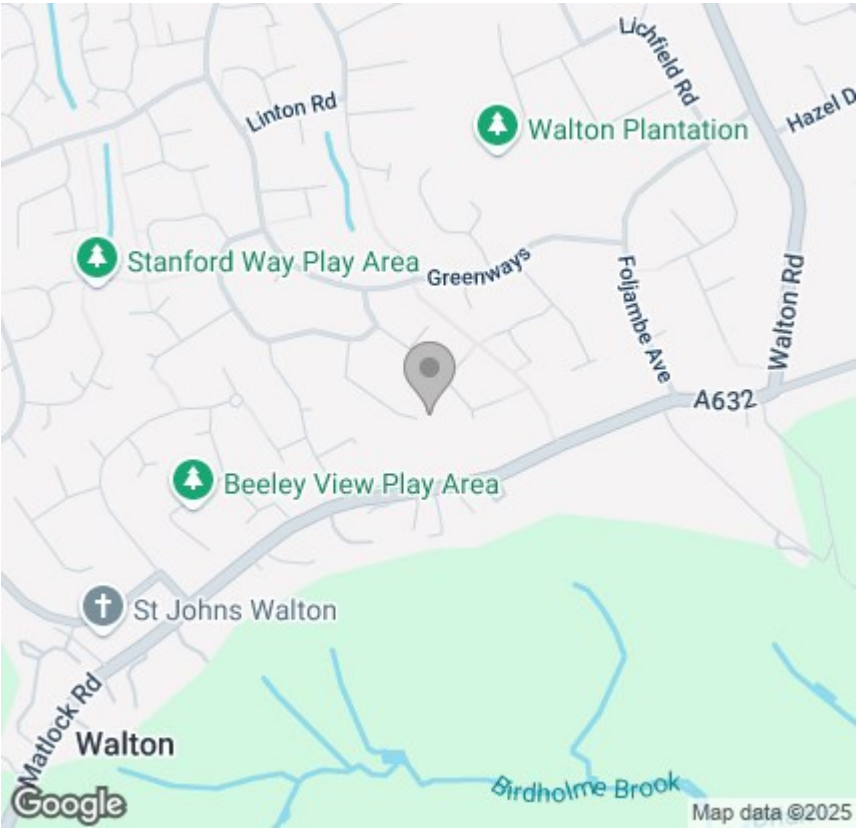 Lichfield Rd
Linton Rd
Hazel D
Walton Plantation
Stanford Way Play Area
Greenways
Foljambe Ave
Walton Rd
A632
Beeley View Play Area
St Johns Walton
Matlock Rd
Walton
Birdholme Brook
Google
Map data ©2025